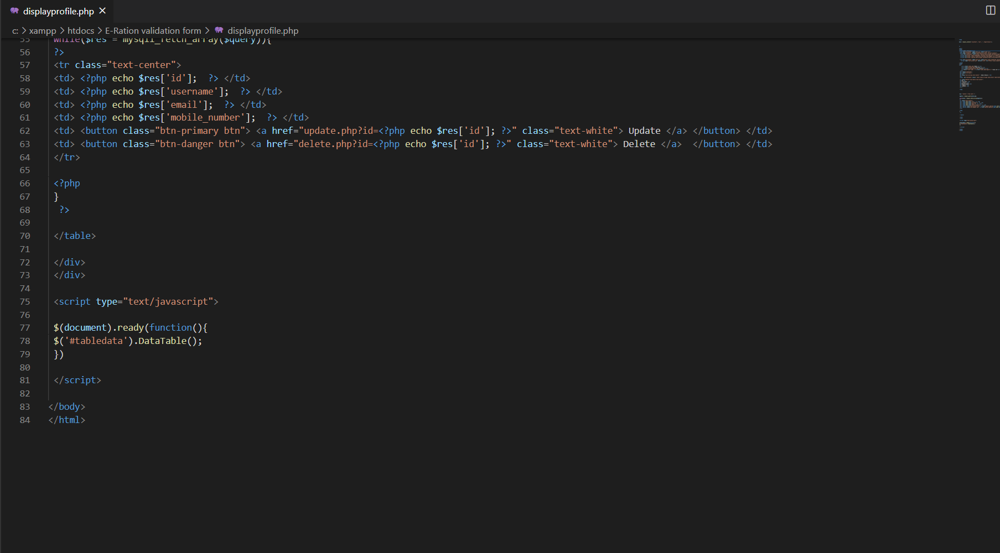 displayprofile.php
c: > xampp > htdocs > E-Ration validation form > displayprofile.php
55 while($res = mysqli_fetch_array($query)){
56 ?>
57 <tr class="text-center">
58 <td> <?php echo $res['id'];  ?> </td>
59 <td> <?php echo $res['username'];  ?> </td>
60 <td> <?php echo $res['email'];  ?> </td>
61 <td> <?php echo $res['mobile_number'];  ?> </td>
62 <td> <button class="btn-primary btn"> <a href="update.php?id=<?php echo $res['id']; ?>" class="text-white"> Update </a> </button> </td>
63 <td> <button class="btn-danger btn"> <a href="delete.php?id=<?php echo $res['id']; ?>" class="text-white"> Delete </a>  </button> </td>
64 </tr>
65
66 <?php
67 }
68  ?>
69
70 </table>
71
72 </div>
73 </div>
74
75 <script type="text/javascript">
76
77 $(document).ready(function(){
78 $('#tabledata').DataTable();
79 })
80
81 </script>
82
83 </body>
84 </html>